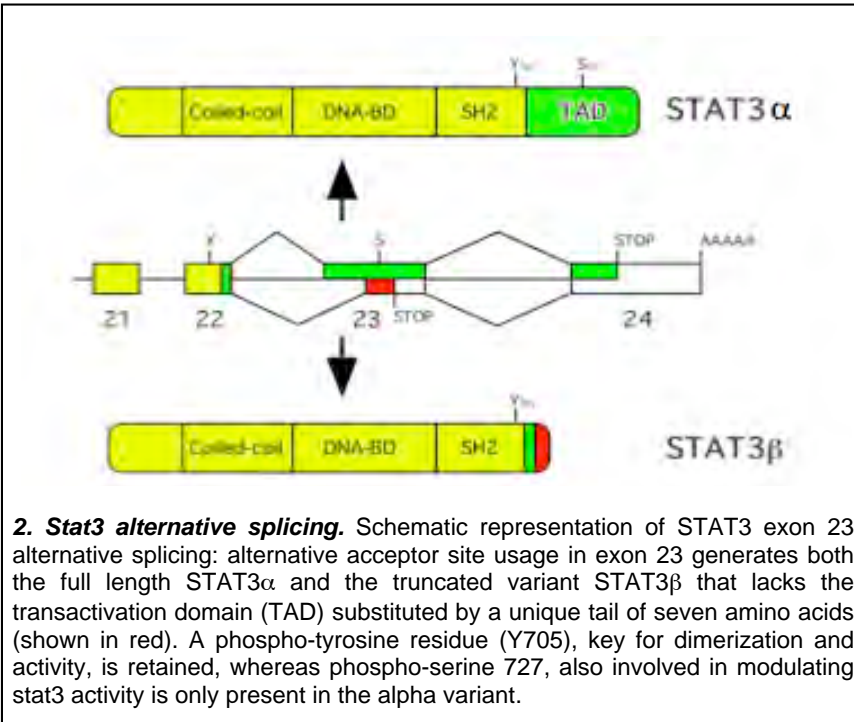 Y
S
Coiled-coil DNA-BD SH2 TAD STAT3α
Y S STOP AAAAA
21 22 23 STOP 24
Y
Coiled-coil DNA-BD SH2 STAT3β
2. Stat3 alternative splicing. Schematic representation of STAT3 exon 23
alternative splicing: alternative acceptor site usage in exon 23 generates both
the full length STAT3α and the truncated variant STAT3β that lacks the
transactivation domain (TAD) substituted by a unique tail of seven amino acids
(shown in red). A phospho-tyrosine residue (Y705), key for dimerization and
activity, is retained, whereas phospho-serine 727, also involved in modulating
stat3 activity is only present in the alpha variant.